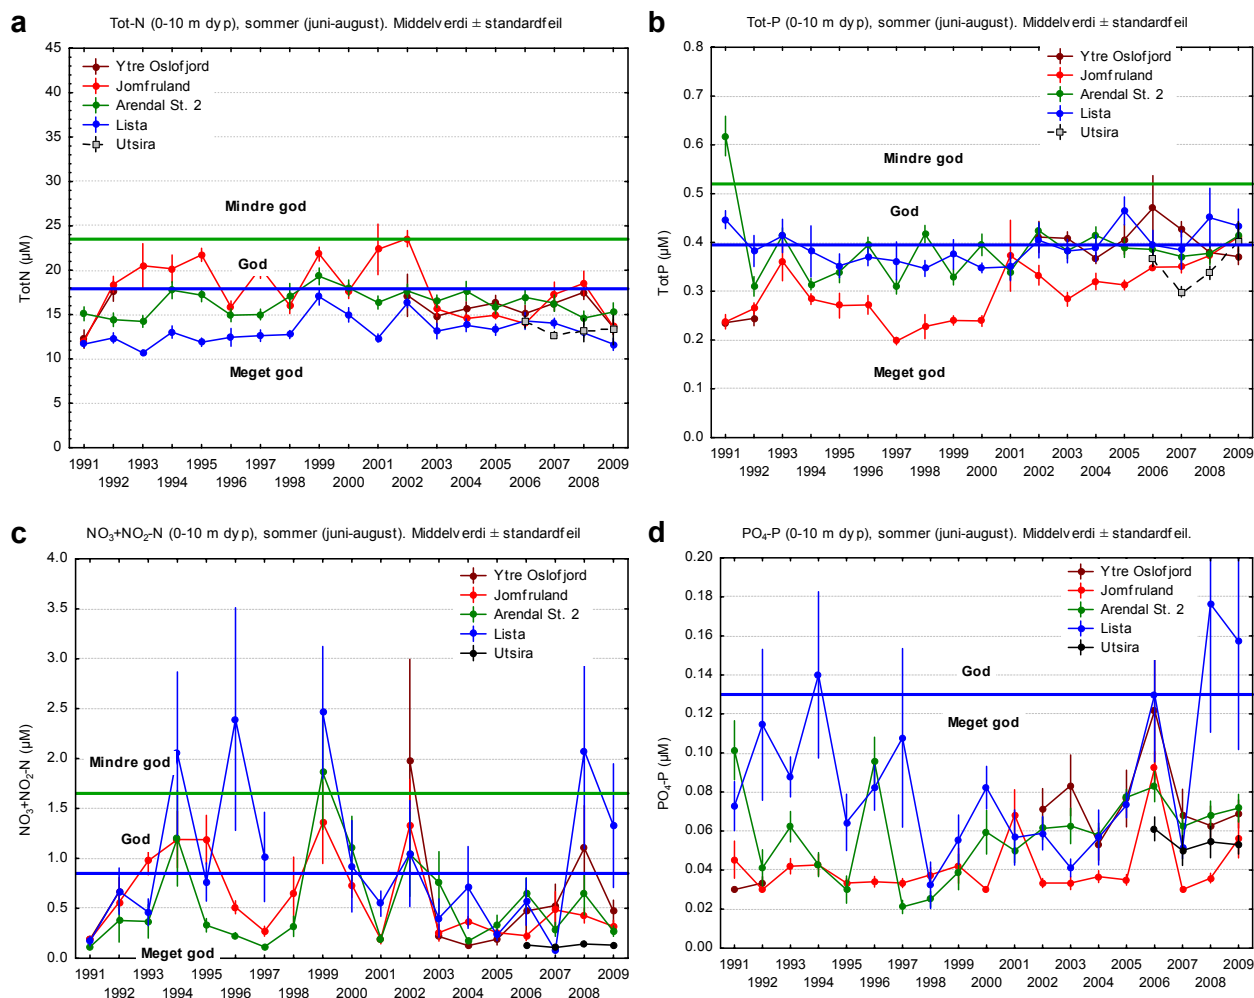 a
Tot-N (0-10 m dyp), sommer (juni-august). Middelverdi ± standardfeil
45
40
35
30
25
20
15
10
5
0
TotN (µM)
Ytre Oslofjord
Jomfruland
Arendal St. 2
Lista
Utsira
Mindre god
God
Meget god
1991 1993 1995 1997 1999 2001 2003 2005 2007 2009
1992 1994 1996 1998 2000 2002 2004 2006 2008
b
Tot-P (0-10 m dyp), sommer (juni-august). Middelverdi ± standardfeil
0.8
0.7
0.6
0.5
0.4
0.3
0.2
0.1
0.0
TotP (µM)
Ytre Oslofjord
Jomfruland
Arendal St. 2
Lista
Utsira
Mindre god
God
Meget god
1991 1993 1995 1997 1999 2001 2003 2005 2007 2009
1992 1994 1996 1998 2000 2002 2004 2006 2008
c
NO₃+NO₂-N (0-10 m dyp), sommer (juni-august). Middelverdi ± standardfeil
4.0
3.5
3.0
2.5
2.0
1.5
1.0
0.5
0.0
NO₃+NO₂-N (µM)
Ytre Oslofjord
Jomfruland
Arendal St. 2
Lista
Utsira
Mindre god
God
Meget god
1991 1993 1995 1997 1999 2001 2003 2005 2007 2009
1992 1994 1996 1998 2000 2002 2004 2006 2008
d
PO₄-P (0-10 m dyp), sommer (juni-august). Middelverdi ± standardfeil.
0.20
0.18
0.16
0.14
0.12
0.10
0.08
0.06
0.04
0.02
0.00
PO₄-P (µM)
Ytre Oslofjord
Jomfruland
Arendal St. 2
Lista
Utsira
God
Meget god
1991 1993 1995 1997 1999 2001 2003 2005 2007 2009
1992 1994 1996 1998 2000 2002 2004 2006 2008